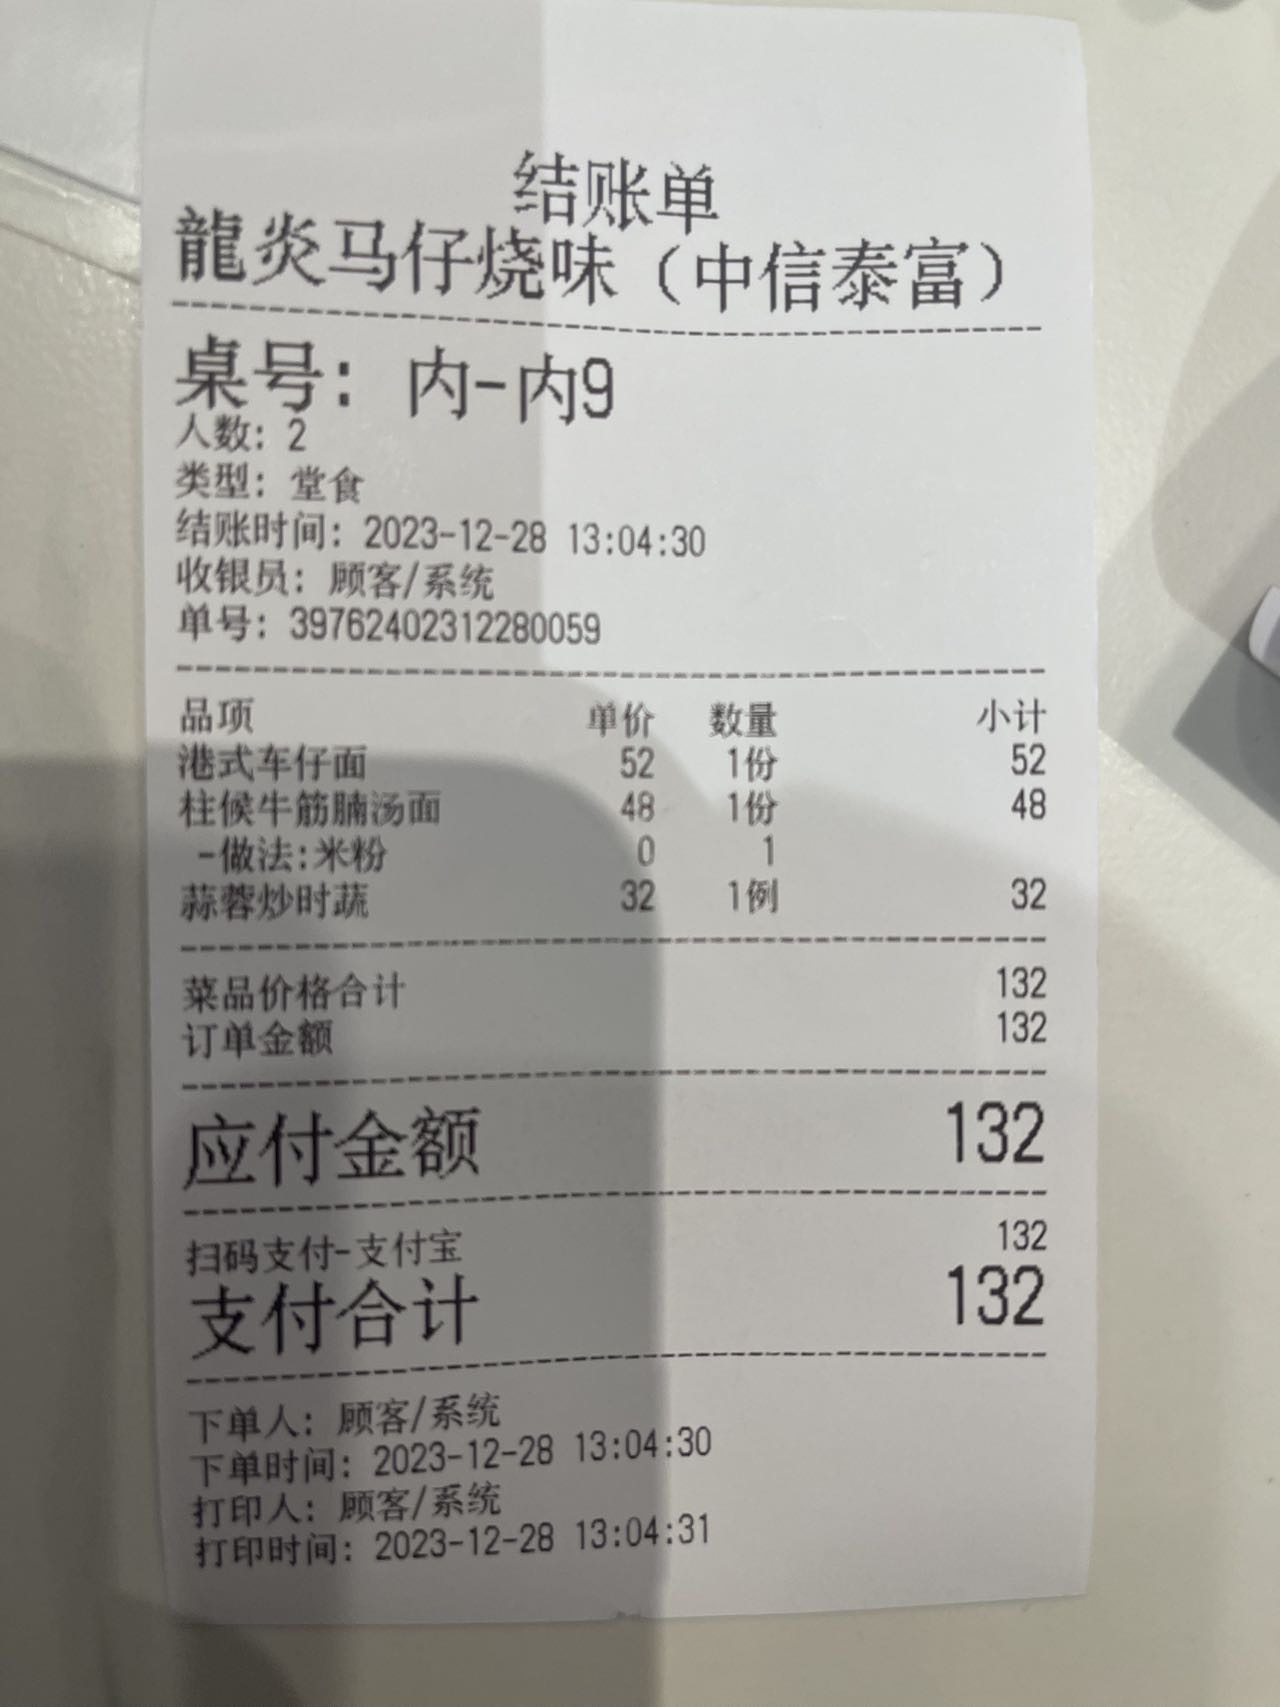 结账单
龍炎马仔烧味（中信泰富）
桌号：内-内9
人数：2
类型：堂食
结账时间：2023-12-28 13:04:30
收银员：顾客/系统
单号：39762402312280059
品项 单价 数量 小计
港式车仔面 52 1份 52
柱候牛筋腩汤面 48 1份 48
-做法:米粉 0 1
蒜蓉炒时蔬 32 1例 32
菜品价格合计 132
订单金额 132
应付金额 132
扫码支付-支付宝 132
支付合计 132
下单人：顾客/系统
下单时间：2023-12-28 13:04:30
打印人：顾客/系统
打印时间：2023-12-28 13:04:31